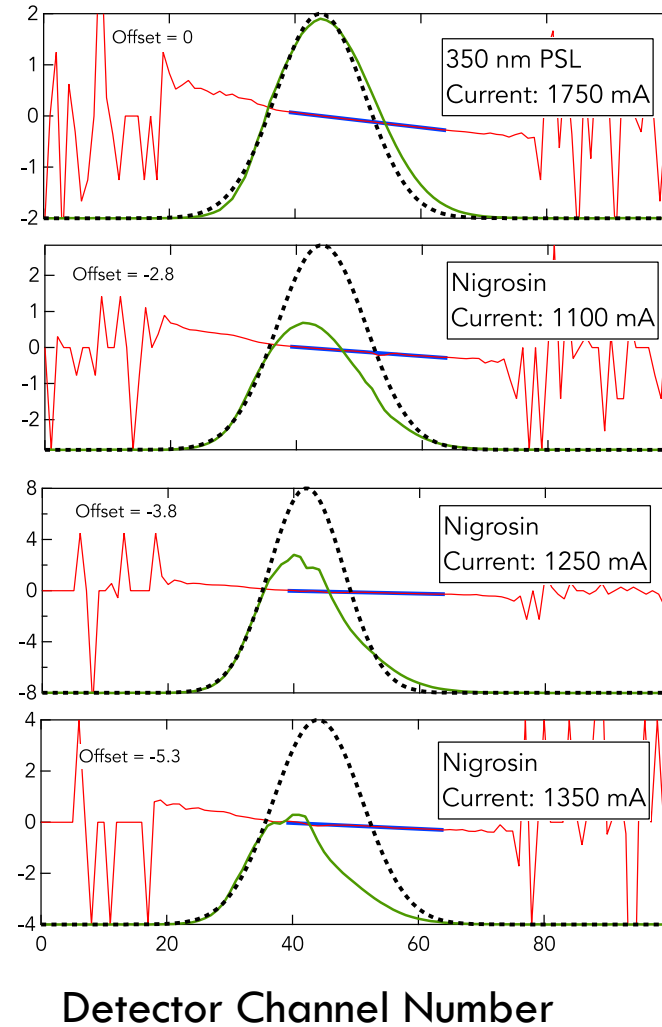 2
Offset = 0
350 nm PSL
Current: 1750 mA
1
0
-1
-2
2
Offset = -2.8
Nigrosin
Current: 1100 mA
1
0
-1
-2
8
Offset = -3.8
Nigrosin
Current: 1250 mA
4
0
-4
-8
4
Offset = -5.3
Nigrosin
Current: 1350 mA
2
0
-2
-4
0 20 40 60 80
Detector Channel Number